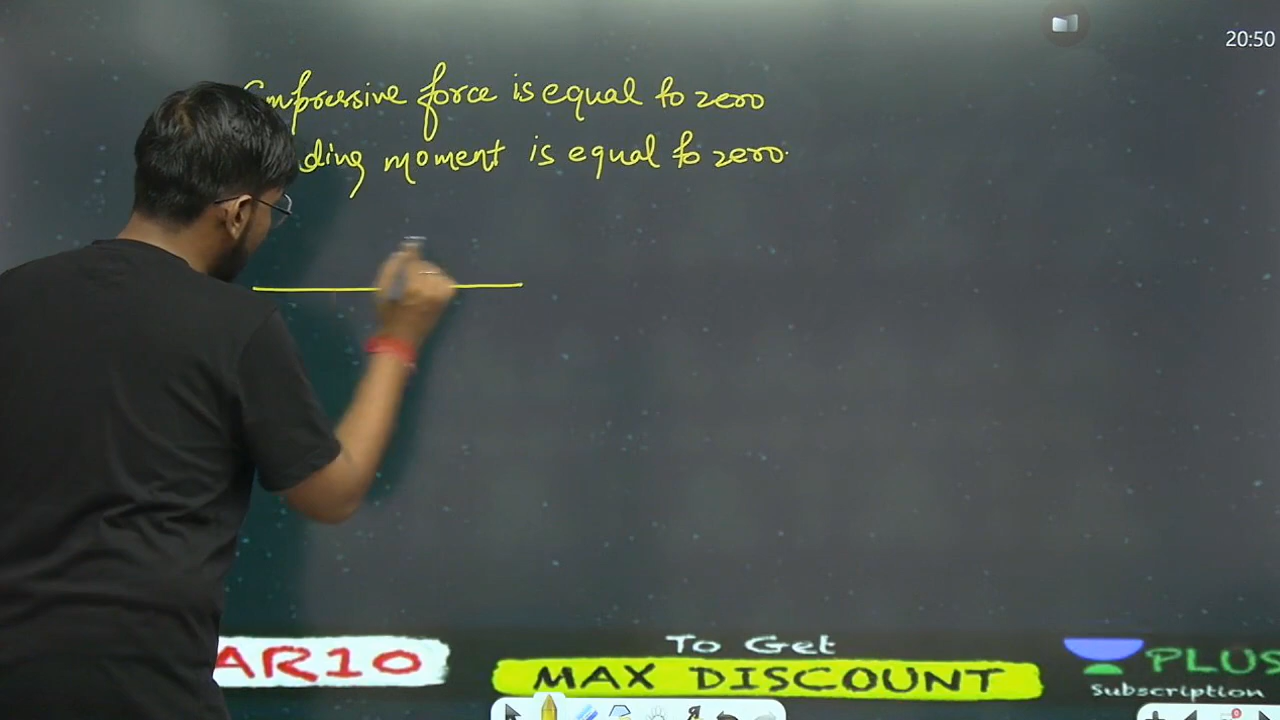 20:50
Compressive force is equal to zero
ding moment is equal to zero.
AR10
To Get
MAX DISCOUNT
PLUS
Subscription